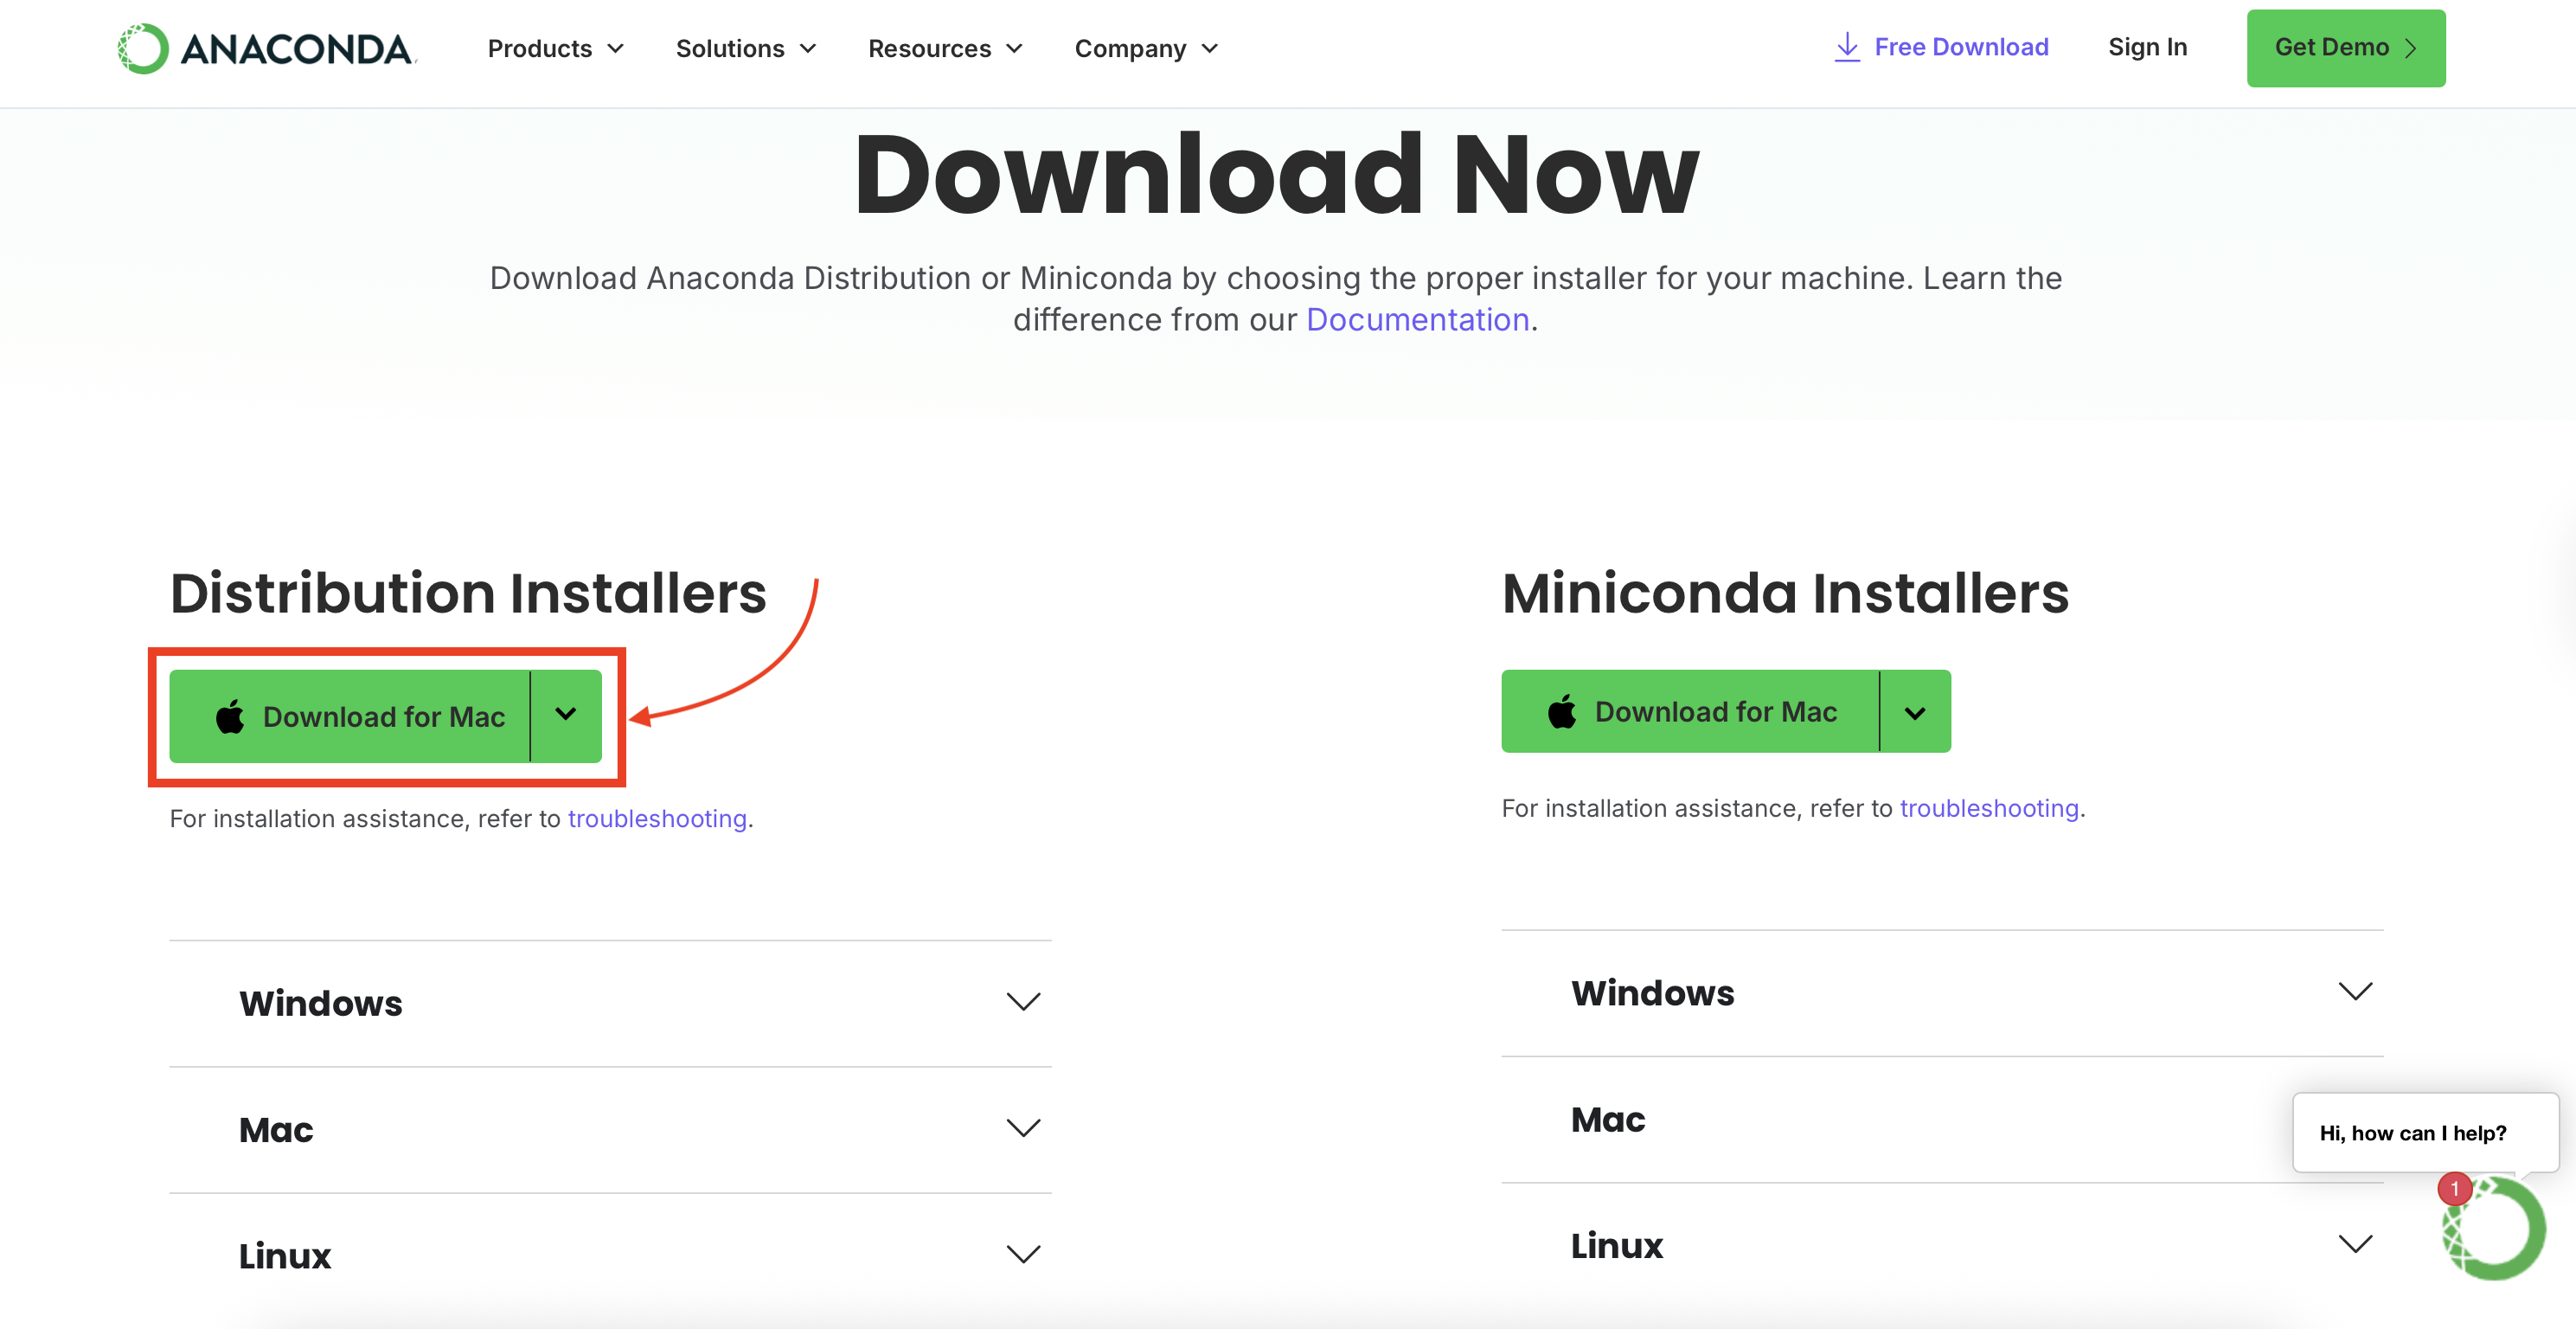 ANACONDA.
Products
Solutions
Resources
Company
Free Download
Sign In
Get Demo
Download Now
Download Anaconda Distribution or Miniconda by choosing the proper installer for your machine. Learn the
difference from our Documentation.
Distribution Installers
Download for Mac
For installation assistance, refer to troubleshooting.
Windows
Mac
Linux
Miniconda Installers
Download for Mac
For installation assistance, refer to troubleshooting.
Windows
Mac
Linux
Hi, how can I help?
1